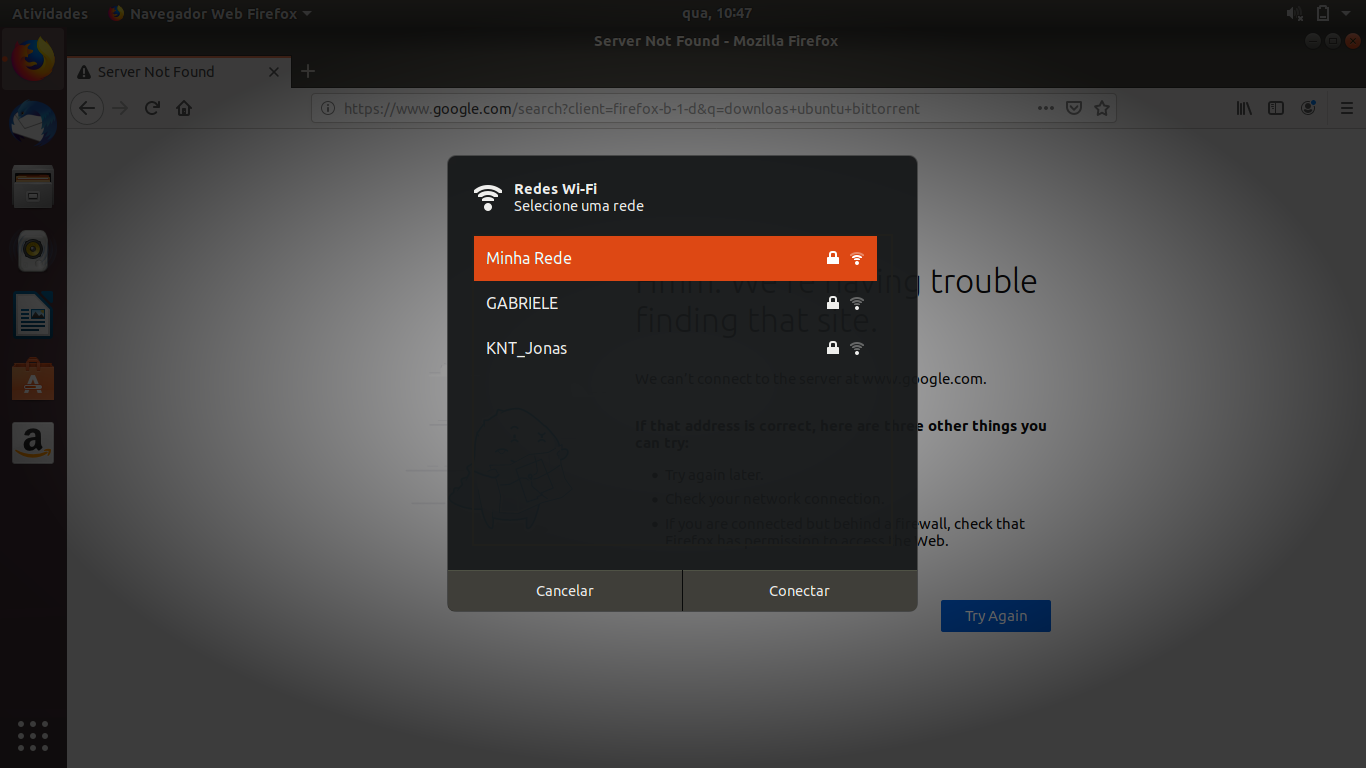 Atividades
Navegador Web Firefox
qua, 10:47
Server Not Found - Mozilla Firefox
Server Not Found
https://www.google.com/search?client=firefox-b-1-d&q=downloas+ubuntu+bittorrent
Redes Wi-Fi
Selecione uma rede
Minha Rede
GABRIELE
KNT_Jonas
Hmm. We're having trouble
finding that site.
We can't connect to the server at www.google.com.
If that address is correct, here are three other things you
can try:
Try again later.
Check your network connection.
If you are connected but behind a firewall, check that
Firefox has permission to access the Web.
Cancelar
Conectar
Try Again